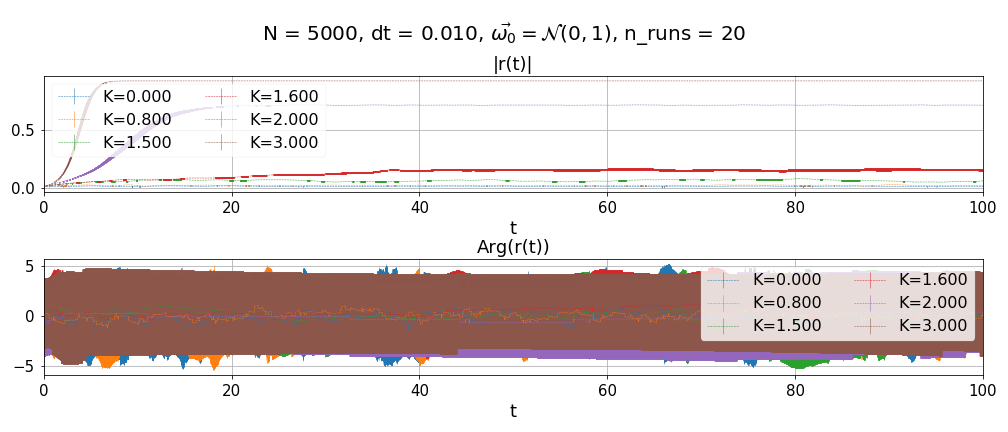 N = 5000, dt = 0.010, $\vec{\omega_0} = \mathcal{N}(0, 1)$, n_runs = 20
|r(t)|
0.5
0.0
K=0.000 K=1.600
K=0.800 K=2.000
K=1.500 K=3.000
0 20 40 60 80 100
t
Arg(r(t))
5
0
−5
K=0.000 K=1.600
K=0.800 K=2.000
K=1.500 K=3.000
0 20 40 60 80 100
t